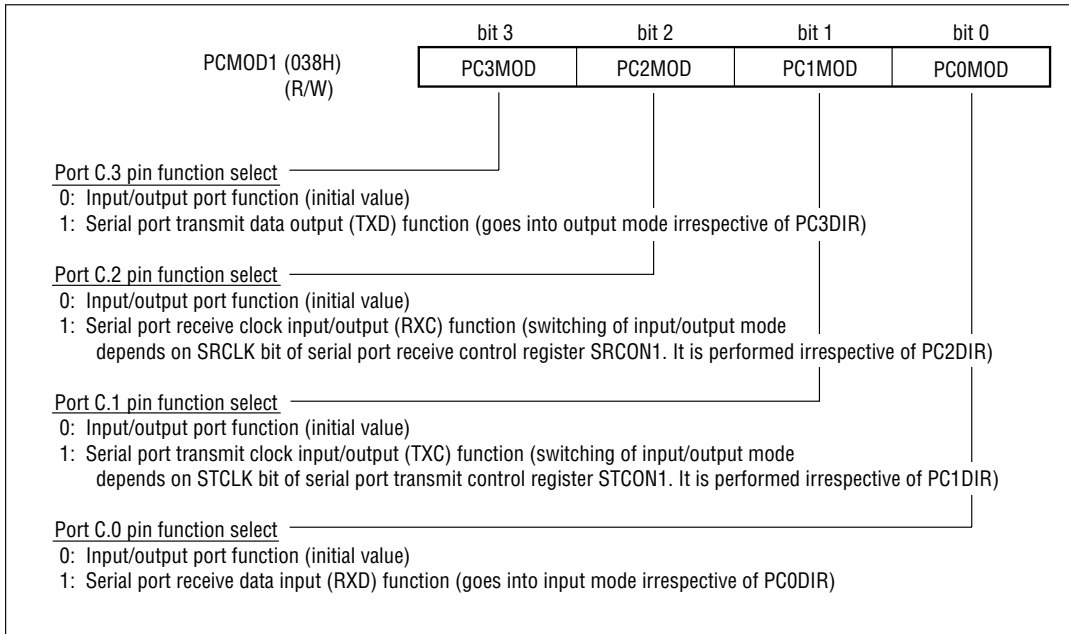 bit 3 bit 2 bit 1 bit 0
PCMOD1 (038H) PC3MOD PC2MOD PC1MOD PC0MOD
(R/W)
Port C.3 pin function select
0: Input/output port function (initial value)
1: Serial port transmit data output (TXD) function (goes into output mode irrespective of PC3DIR)
Port C.2 pin function select
0: Input/output port function (initial value)
1: Serial port receive clock input/output (RXC) function (switching of input/output mode
depends on SRCLK bit of serial port receive control register SRCON1. It is performed irrespective of PC2DIR)
Port C.1 pin function select
0: Input/output port function (initial value)
1: Serial port transmit clock input/output (TXC) function (switching of input/output mode
depends on STCLK bit of serial port transmit control register STCON1. It is performed irrespective of PC1DIR)
Port C.0 pin function select
0: Input/output port function (initial value)
1: Serial port receive data input (RXD) function (goes into input mode irrespective of PC0DIR)